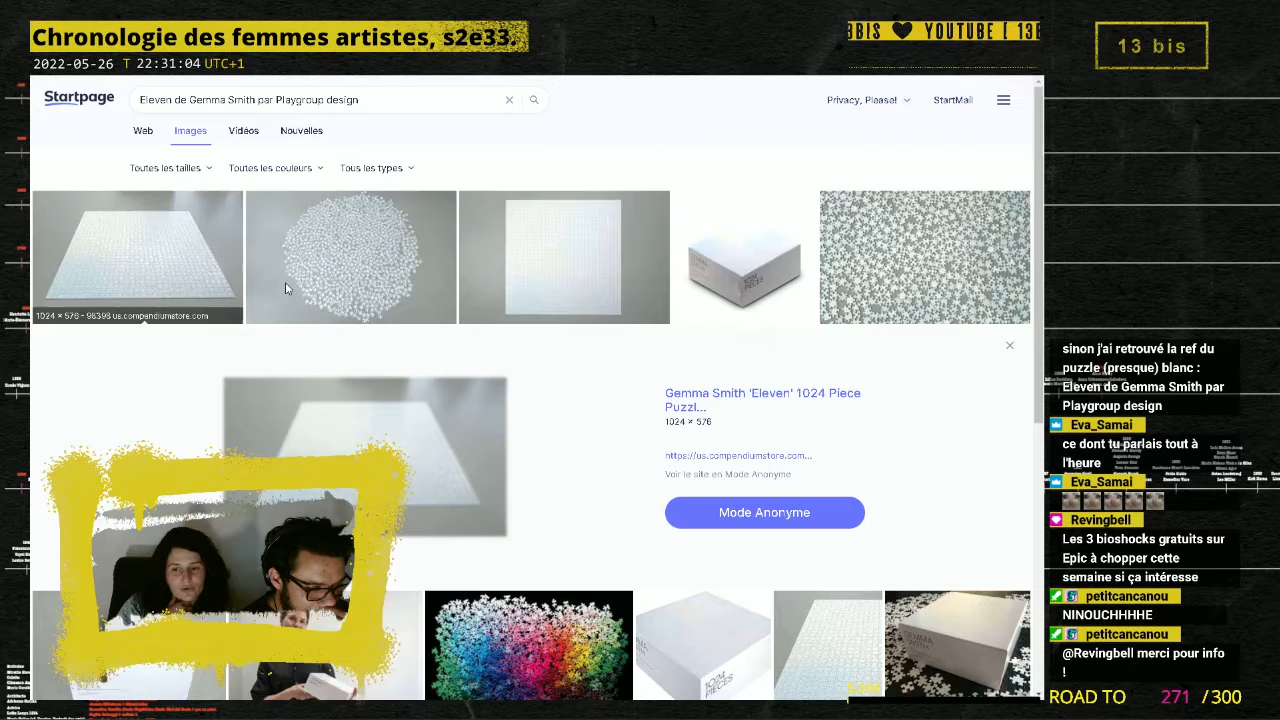 Chronologie des femmes artistes, s2e33.
2022-05-26 T 22:31:04 UTC+1
BBIS YOUTUBE [ 13
13 bis
Startpage
Eleven de Gemma Smith par Playgroup design
Privacy, Please!
StartMail
Web
Images
Vidéos
Nouvelles
Toutes les tailles
Toutes les couleurs
Tous les types
1024 × 576 - 98398 us.compendiumstore.com
Gemma Smith 'Eleven' 1024 Piece
Puzzl...
1024 × 576
https://us.compendiumstore.com...
Voir le site en Mode Anonyme
Mode Anonyme
sinon j'ai retrouvé la ref du
puzzle (presque) blanc :
Eleven de Gemma Smith par
Playgroup design
Eva_Samai
ce dont tu parlais tout à
l'heure
Eva_Samai
Revingbell
Les 3 bioshocks gratuits sur
Epic à chopper cette
semaine si ça intéresse
petitcancanou
NINOUCHHHHE
petitcancanou
@Revingbell merci pour info
!
ROAD TO 271 / 300